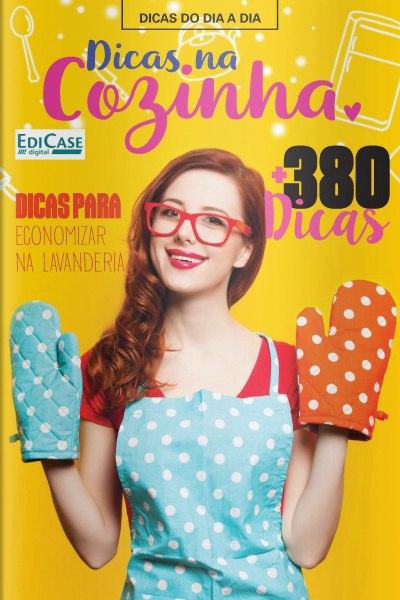 DICAS DO DIA A DIA
Dicas na
Cozinha
EDICASE
digital
+380
Dicas
DICAS PARA
ECONOMIZAR
NA LAVANDERIA